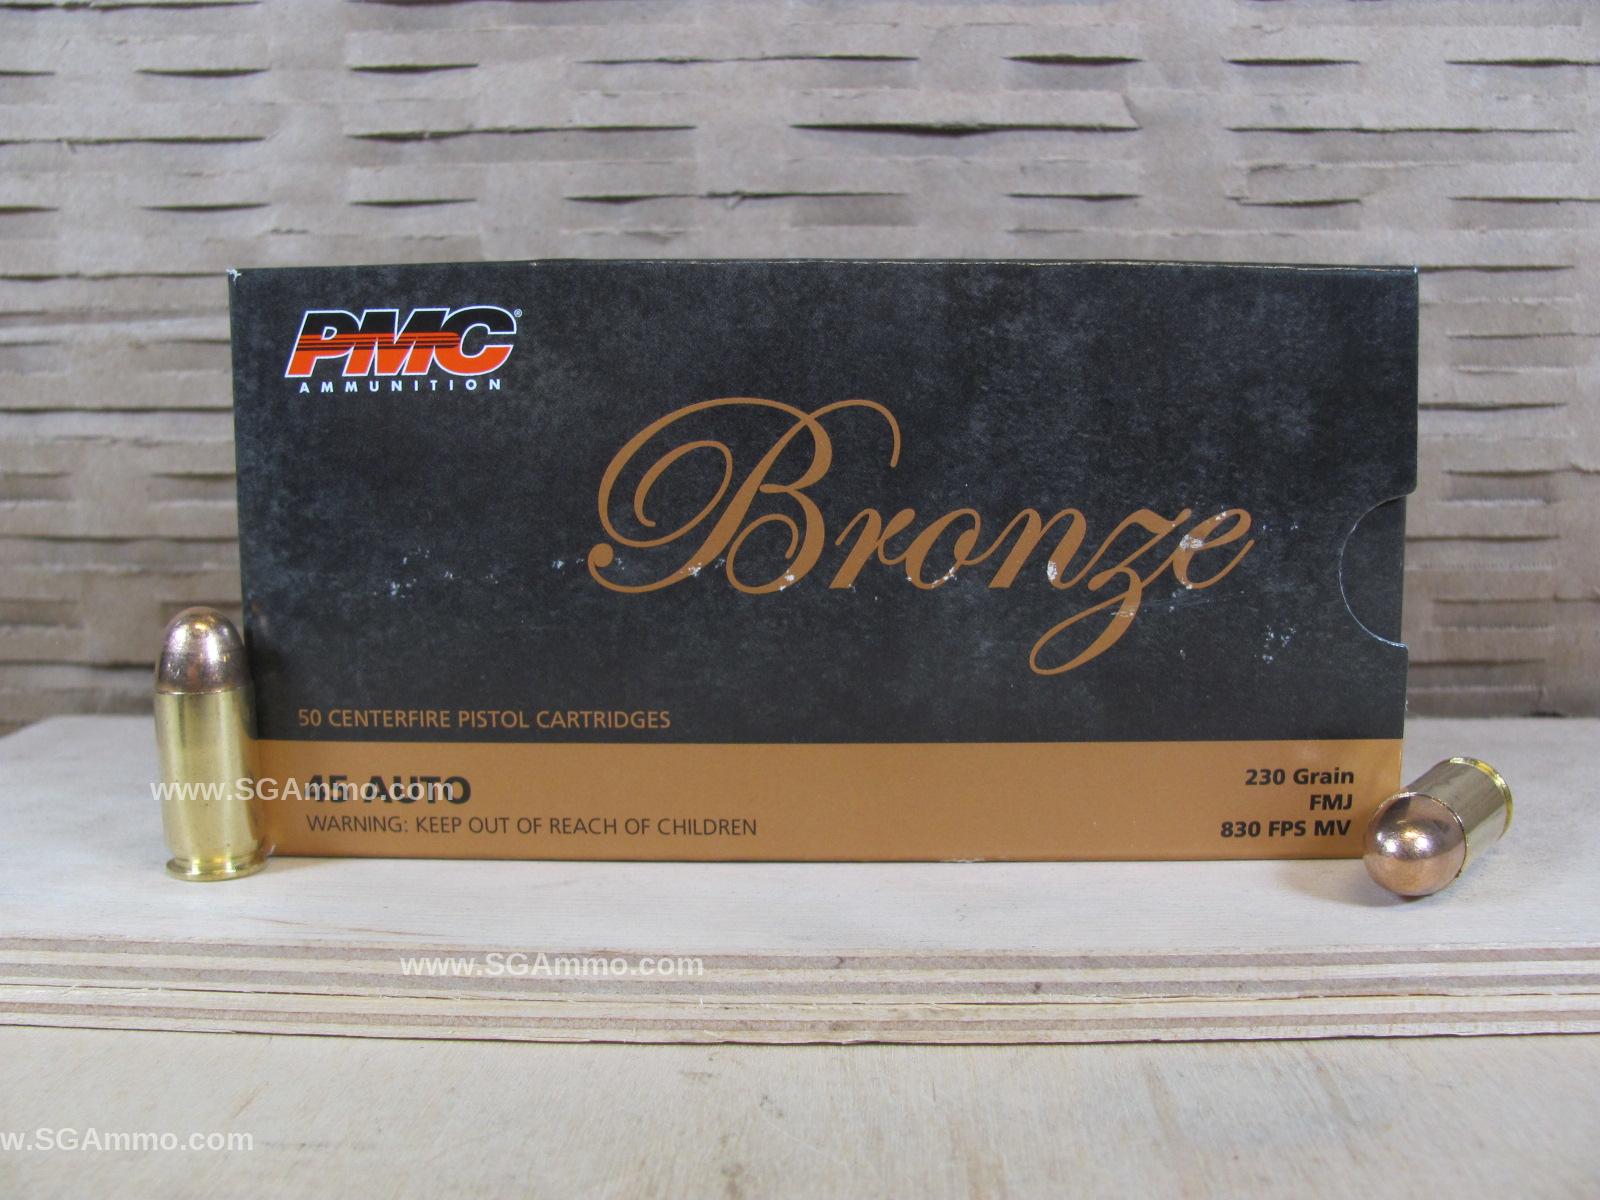 PMC®
AMMUNITION
Bronze
50 CENTERFIRE PISTOL CARTRIDGES
45 AUTO
WARNING: KEEP OUT OF REACH OF CHILDREN
230 Grain
FMJ
830 FPS MV
www.SGAmmo.com
www.SGAmmo.com
w.SGAmmo.com